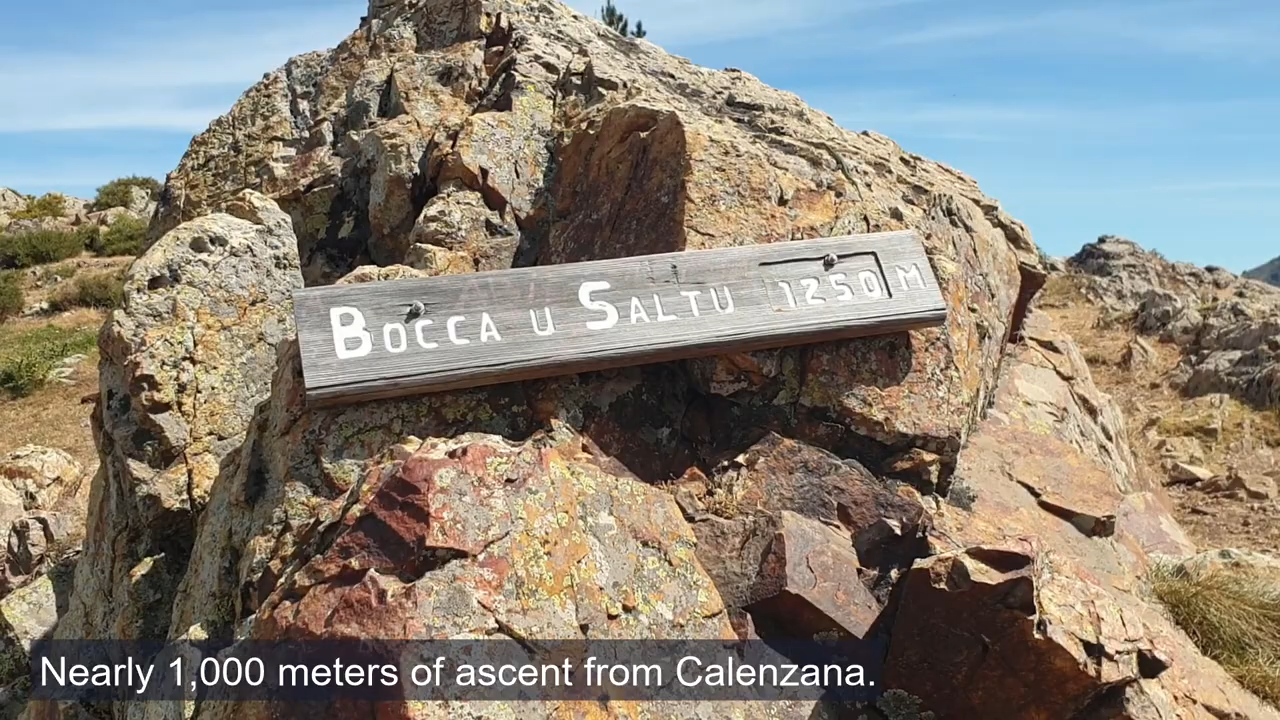 BOCCA U SALTU 1250 M
Nearly 1,000 meters of ascent from Calenzana.